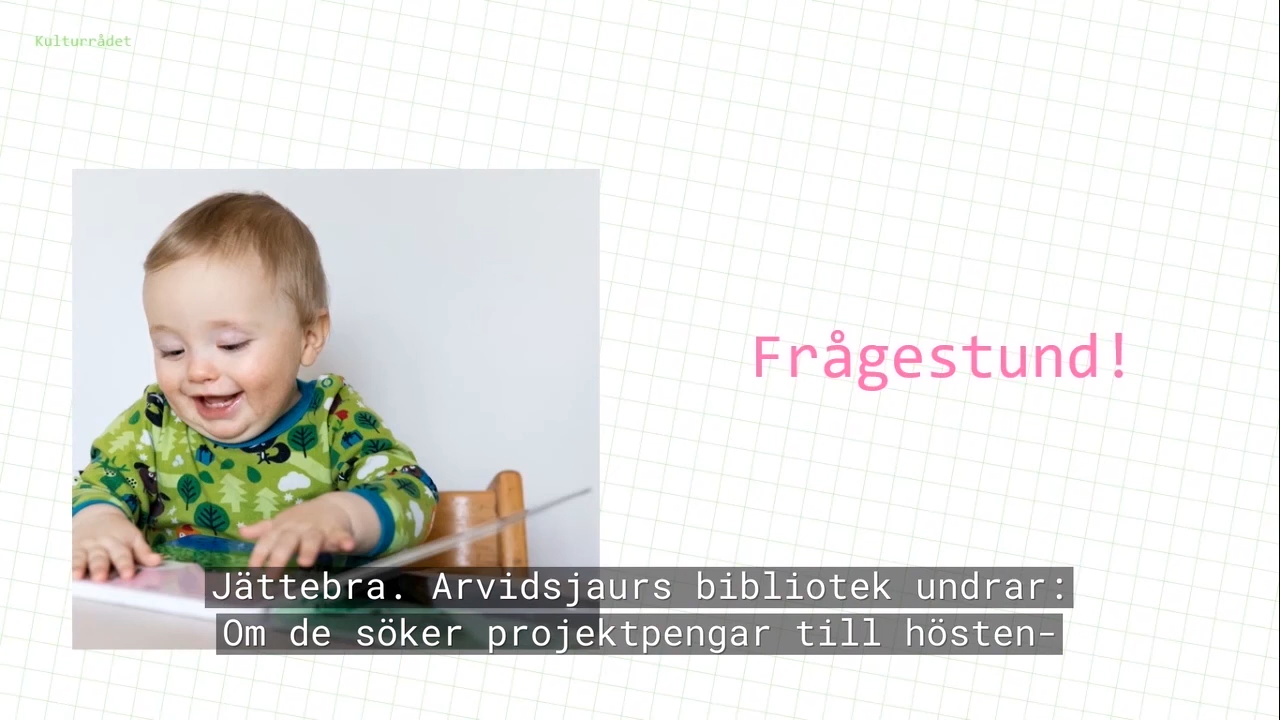 Kulturrådet
Frågestund!
Jättebra. Arvidsjaurs bibliotek undrar:
Om de söker projektpengar till hösten-